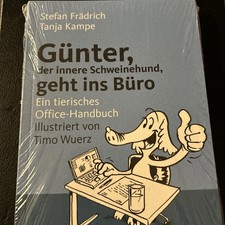 Stefan Frädrich
Tanja Kampe
Günter,
der innere Schweinehund,
geht ins Büro
Ein tierisches
Office-Handbuch
Illustriert von
Timo Wuerz